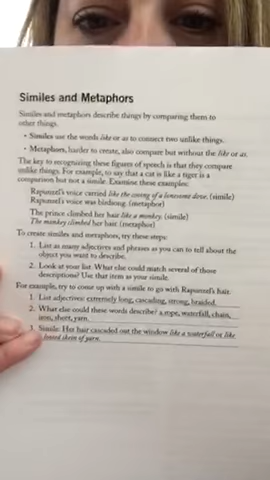 Similes and Metaphors
Similes and metaphors describe things by comparing them to
other things.
• Similes use the words like or as to connect two unlike things.
• Metaphors, harder to create, also compare but without the like or as.
The key to recognizing these figures of speech is that they compare
unlike things. For example, to say that a cat is like a tiger is a
comparison but not a simile. Examine these examples:
Rapunzel's voice carried like the cooing of a lonesome dove. (simile)
Rapunzel's voice was birdsong. (metaphor)
The prince climbed her hair like a monkey. (simile)
The monkey climbed her hair. (metaphor)
To create similes and metaphors, try these steps:
1. List as many adjectives and phrases as you can to tell about the
object you want to describe.
2. Look at your list. What else could match several of those
descriptions? Use that item as your simile.
For example, try to come up with a simile to go with Rapunzel's hair.
1. List adjectives: extremely long, cascading, strong, braided.
2. What else could these words describe? a rope, waterfall, chain,
iron, short, yarn.
3. Simile: Her hair cascaded out the window like a waterfall or like
skein of yarn.